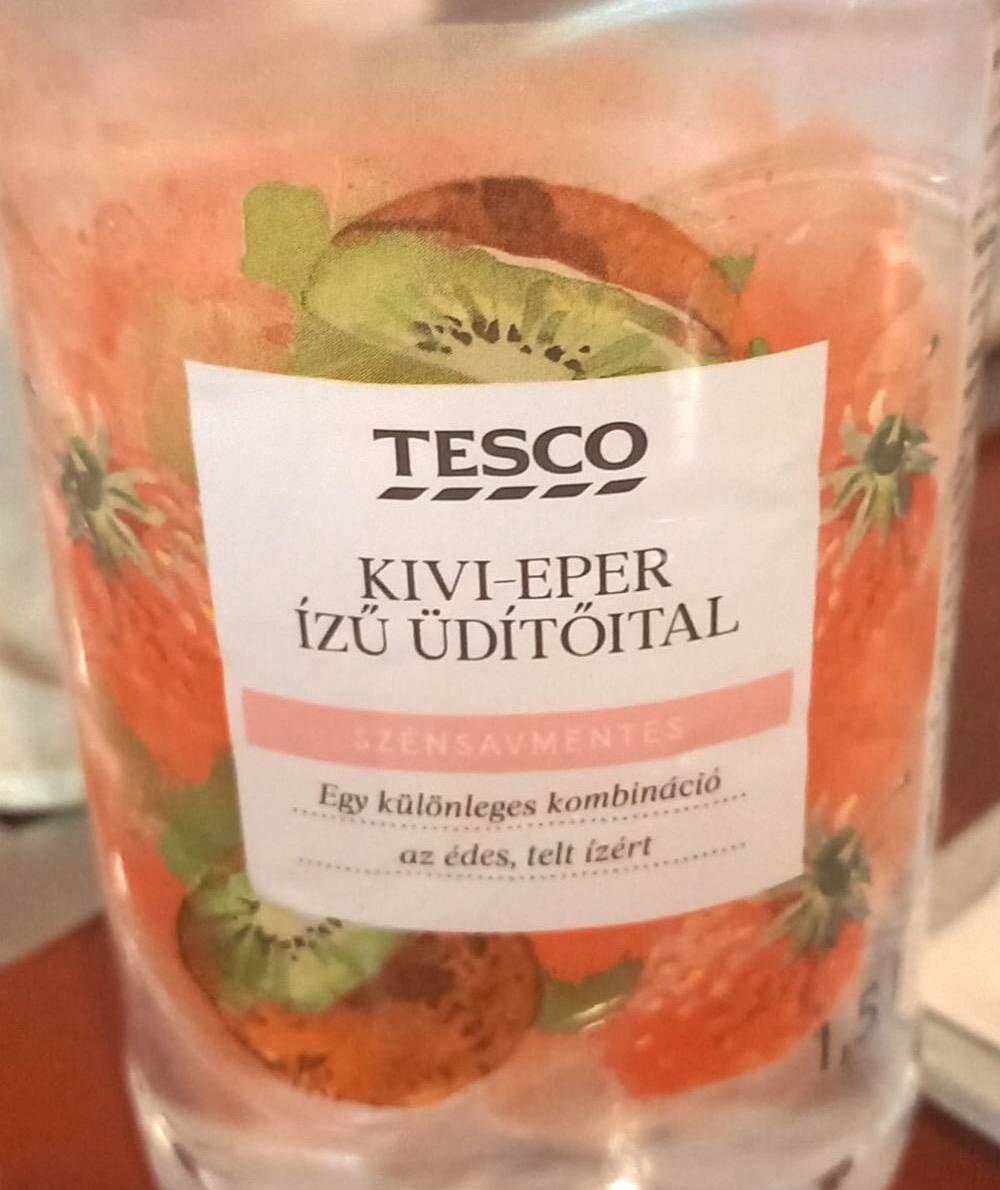 TESCO
KIVI-EPER
ÍZŰ ÜDÍTŐITAL
SZÉNSAVMENTES
Egy különleges kombináció
az édes, telt ízért